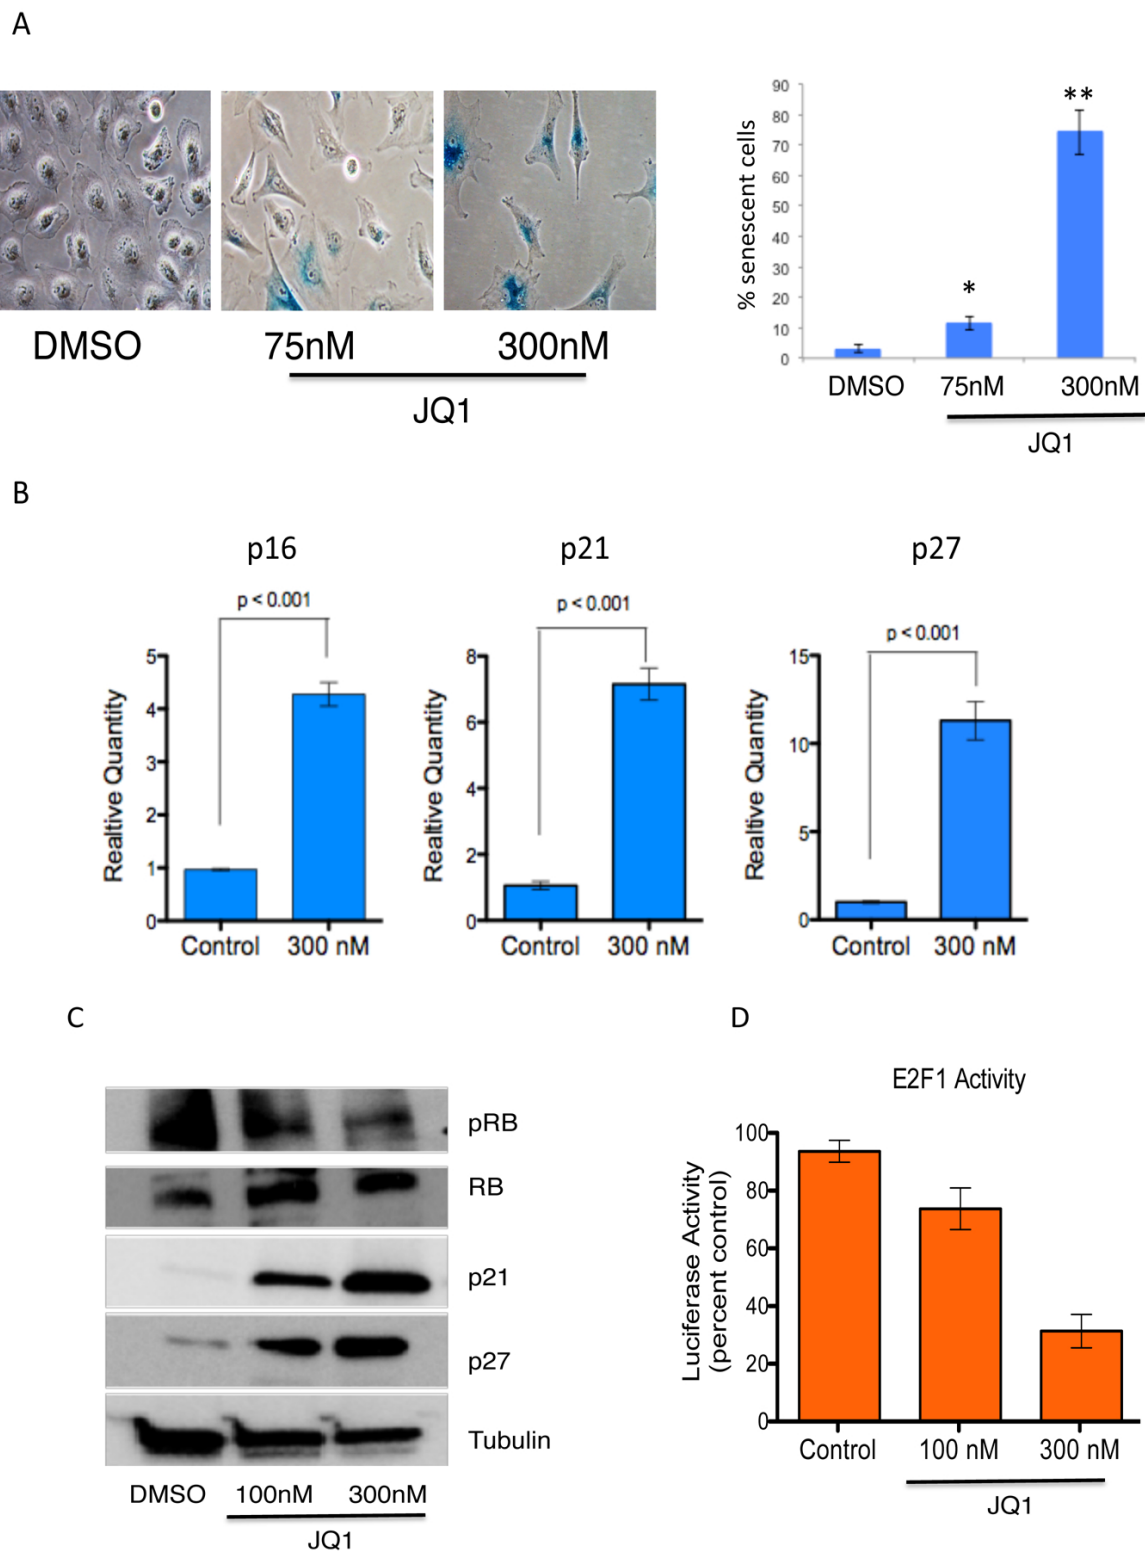 A
DMSO
75nM
300nM
JQ1
% senescent cells
90
80
70
60
50
40
30
20
10
0
*
**
DMSO
75nM
300nM
JQ1
B
p16
p < 0.001
Realtive Quantity
5
4
3
2
1
0
Control
300 nM
p21
p < 0.001
Realtive Quantity
8
6
4
2
0
Control
300 nM
p27
p < 0.001
Realtive Quantity
15
10
5
0
Control
300 nM
C
pRB
RB
p21
p27
Tubulin
DMSO
100nM
300nM
JQ1
D
E2F1 Activity
Luciferase Activity
(percent control)
100
80
60
40
20
0
Control
100 nM
300 nM
JQ1